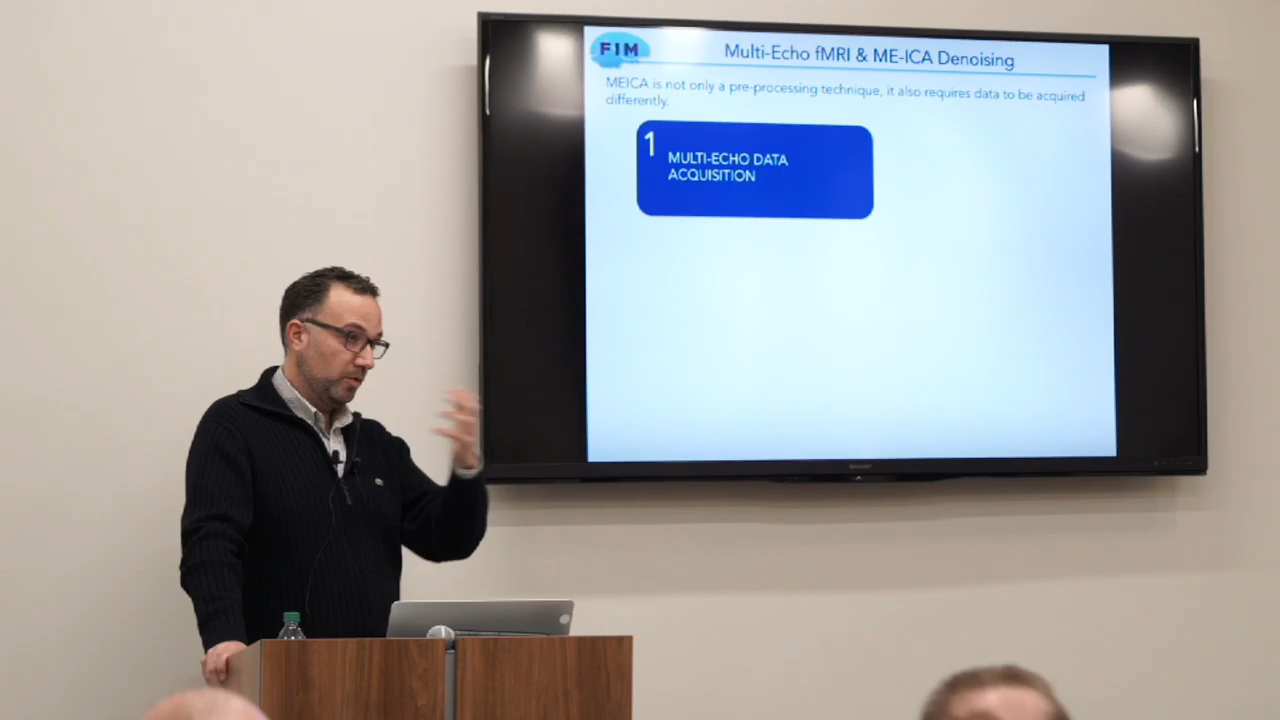 FIM
Multi-Echo fMRI & ME-ICA Denoising
MEICA is not only a pre-processing technique, it also requires data to be acquired
differently.
1
MULTI-ECHO DATA
ACQUISITION
SHARP